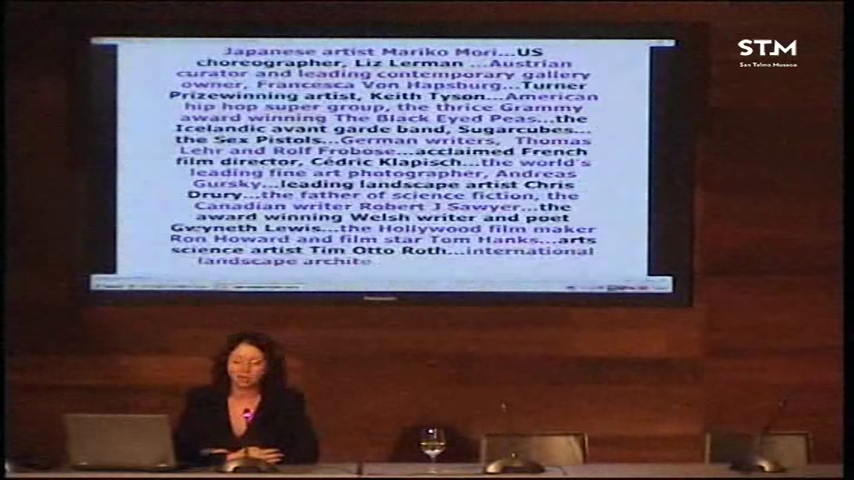 Japanese artist Mariko Mori...US
choreographer, Liz Lerman ...Austrian
curator and leading contemporary gallery
owner, Francesca Von Hapsburg...Turner
Prizewinning artist, Keith Tyson...American
hip hop super group, the thrice Grammy
award winning The Black Eyed Peas...the
Icelandic avant garde band, Sugarcubes...
the Sex Pistols...German writers, Thomas
Lehr and Rolf Frobose...acclaimed French
film director, Cédric Klapisch...the world's
leading fine art photographer, Andreas
Gursky...leading landscape artist Chris
Drury...the father of science fiction, the
Canadian writer Robert J Sawyer...the
award winning Welsh writer and poet
Gwyneth Lewis...the Hollywood film maker
Ron Howard and film star Tom Hanks...arts
science artist Tim Otto Roth...international
landscape archite
STM
San Telmo Museoa